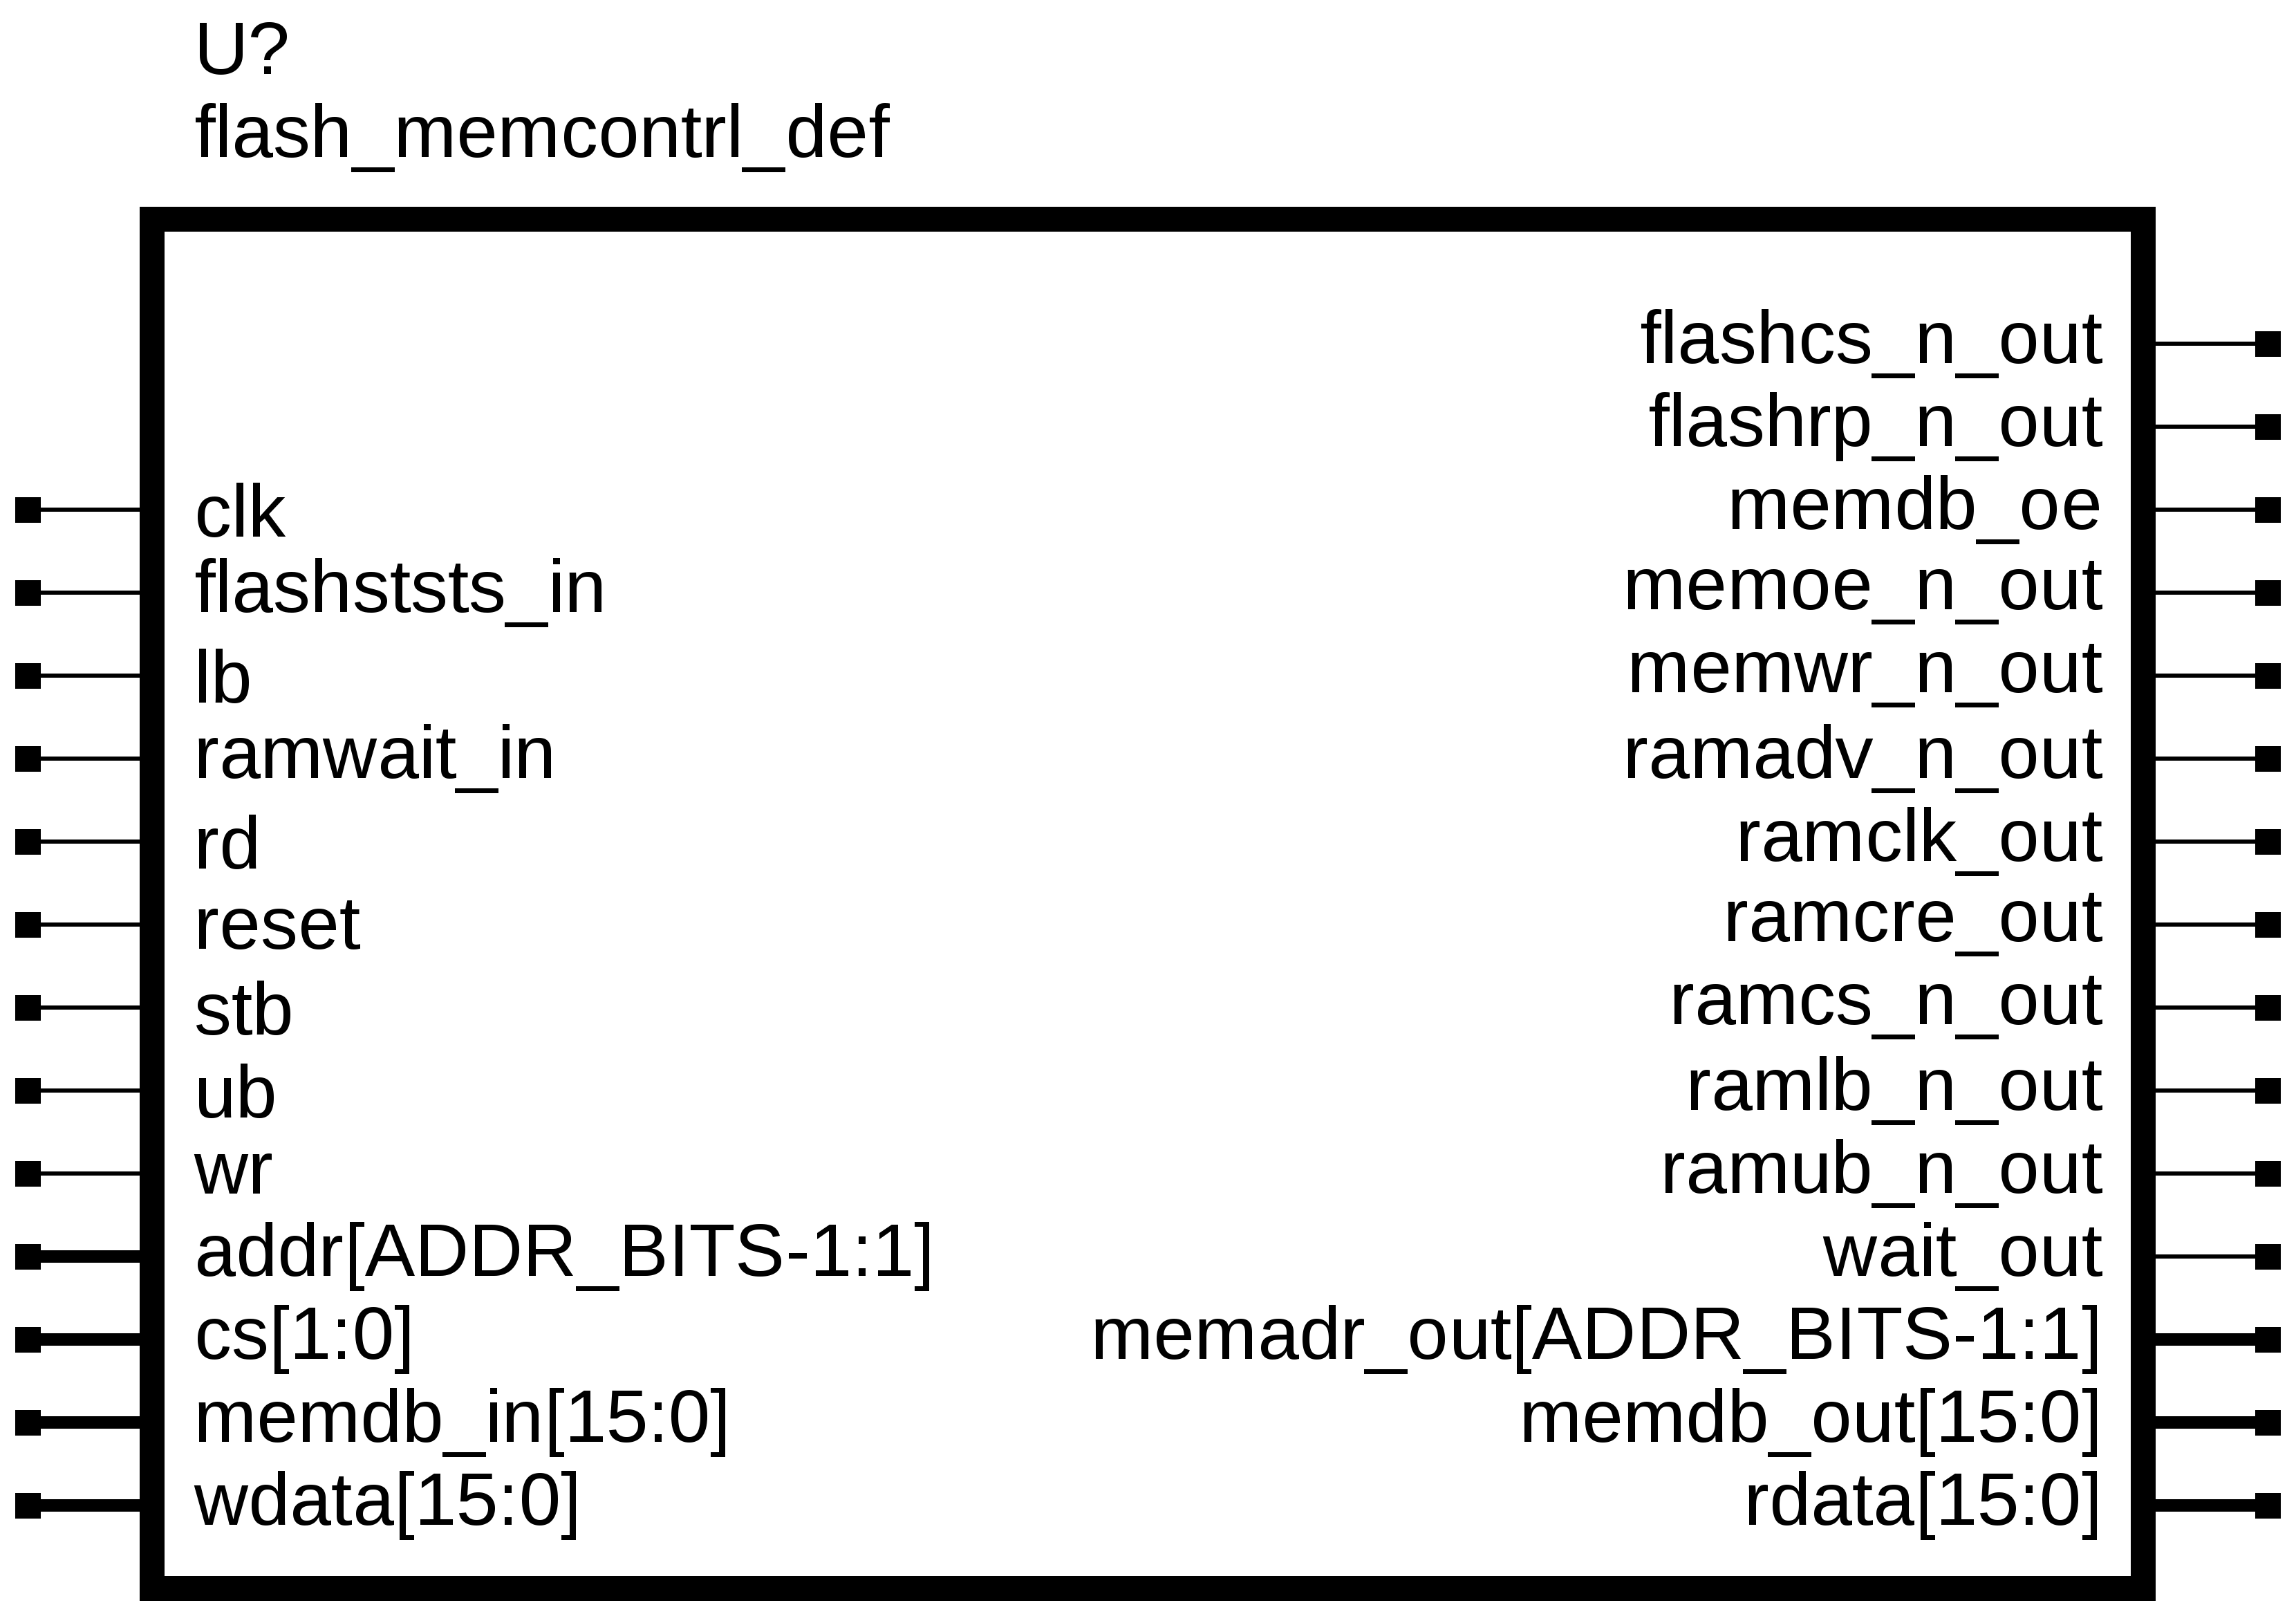 U?
flash_memcontrl_def
flashcs_n_out
flashrp_n_out
clk
memdb_oe
flashststs_in
memoe_n_out
lb
memwr_n_out
ramwait_in
ramadv_n_out
rd
ramclk_out
reset
ramcre_out
stb
ramcs_n_out
ub
ramlb_n_out
wr
ramub_n_out
addr[ADDR_BITS-1:1]
wait_out
cs[1:0]
memadr_out[ADDR_BITS-1:1]
memdb_in[15:0]
memdb_out[15:0]
wdata[15:0]
rdata[15:0]